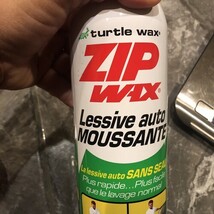 turtle wax®
ZIP
WAX®
Lessive auto
MOUSSANTE
La lessive auto SANS SEAU
Plus rapide... Plus facile
que le lavage normal